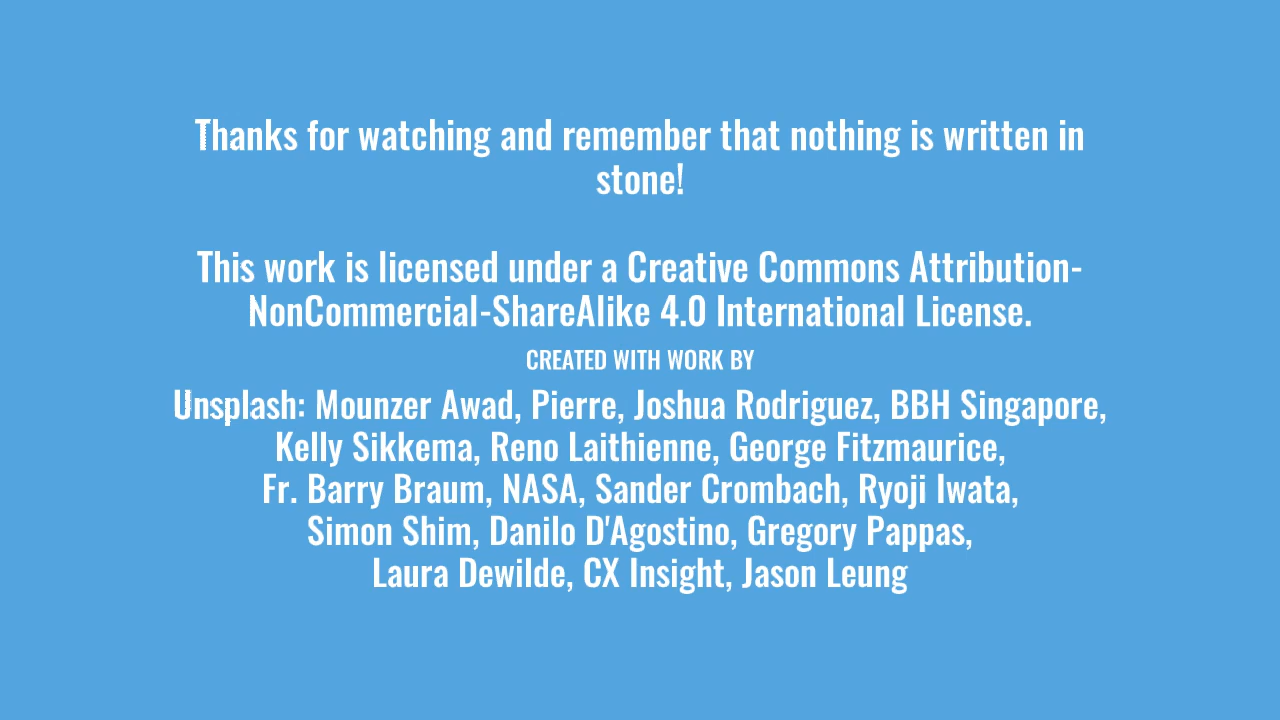 Thanks for watching and remember that nothing is written in
stone!
This work is licensed under a Creative Commons Attribution-
NonCommercial-ShareAlike 4.0 International License.
CREATED WITH WORK BY
Unsplash: Mounzer Awad, Pierre, Joshua Rodriguez, BBH Singapore,
Kelly Sikkema, Reno Laithienne, George Fitzmaurice,
Fr. Barry Braum, NASA, Sander Crombach, Ryoji Iwata,
Simon Shim, Danilo D'Agostino, Gregory Pappas,
Laura Dewilde, CX Insight, Jason Leung